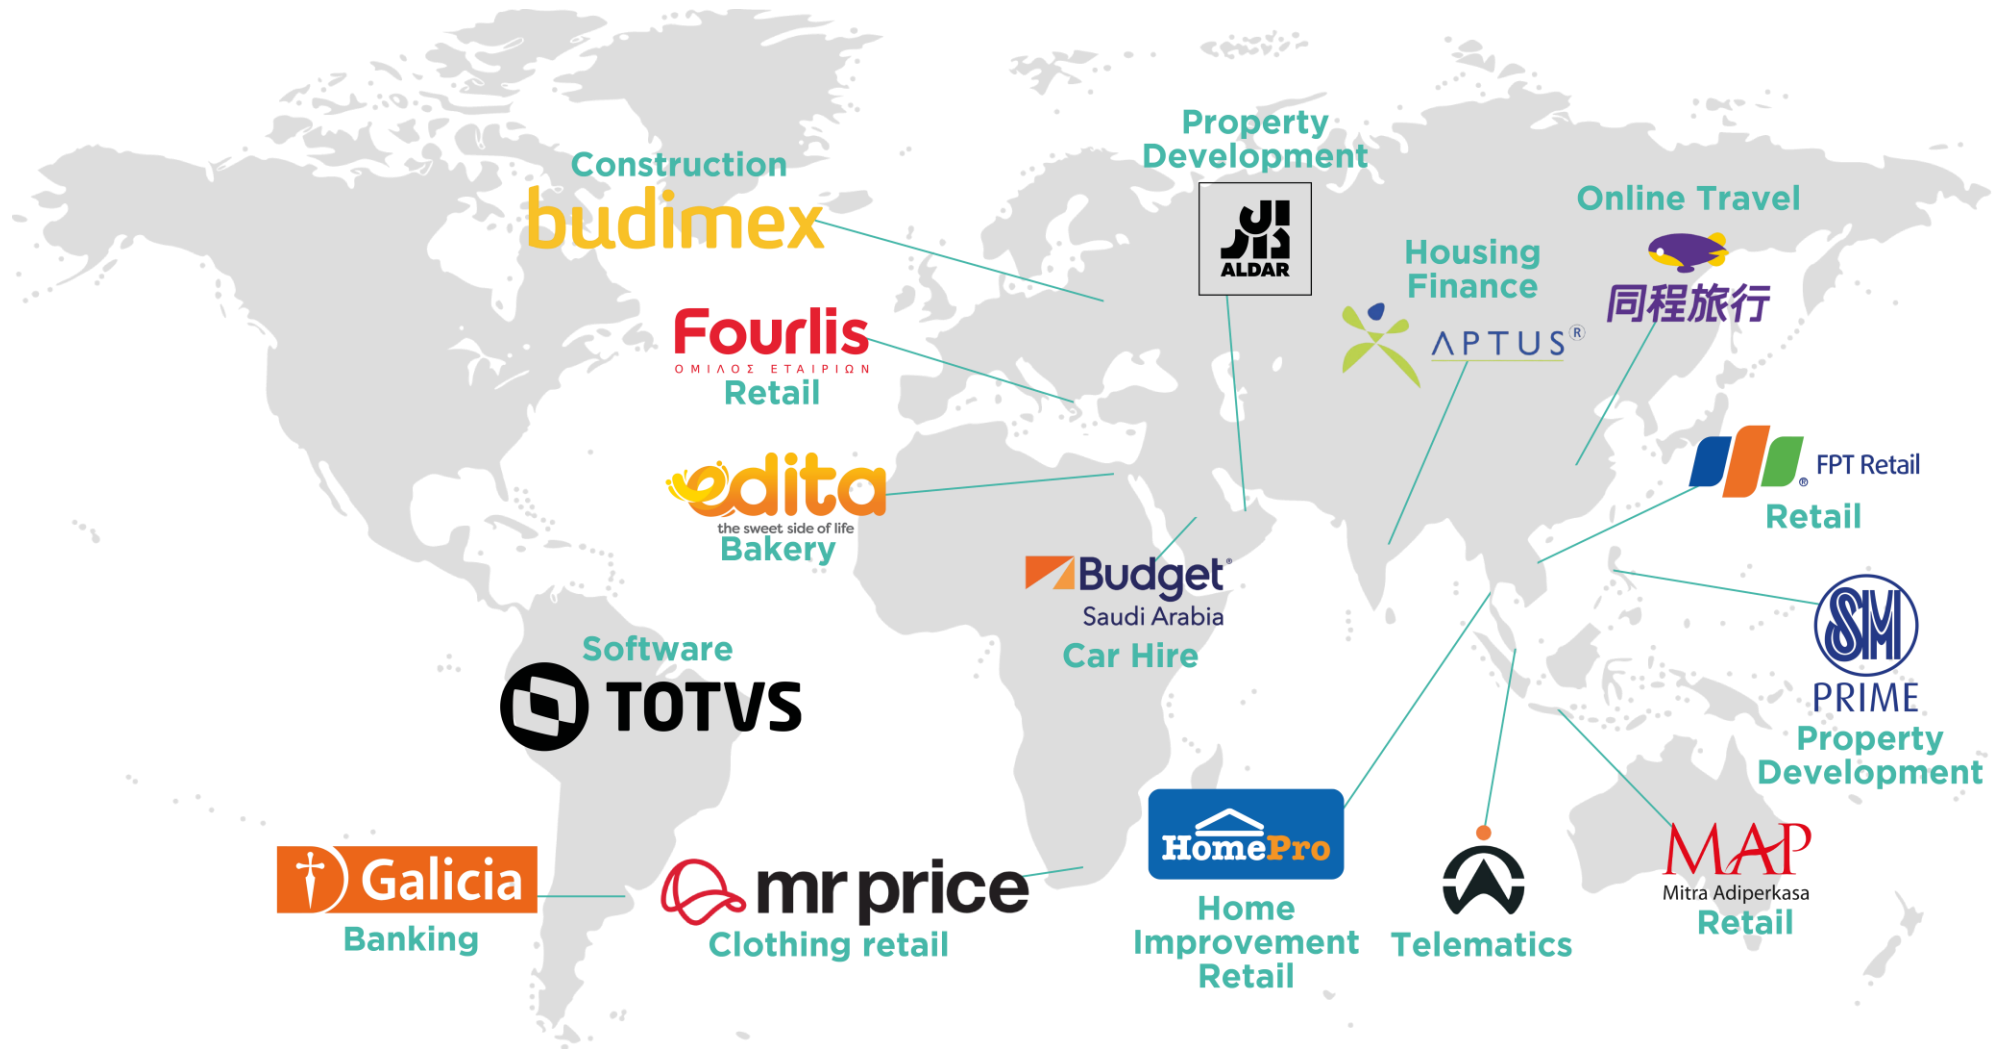 Property
Development
الدار
ALDAR
Construction
budimex
Online Travel
同程旅行
Housing
Finance
APTUS®
Fourlis
ΟΜΙΛΟΣ ΕΤΑΙΡΙΩΝ
Retail
FPT Retail
®
Retail
edita
the sweet side of life
Bakery
Budget®
Saudi Arabia
Car Hire
SM
PRIME
Property
Development
Software
TOTVS
HomePro
Home
Improvement
Retail
Telematics
MAP
Mitra Adiperkasa
Retail
Galicia
Banking
mr price
Clothing retail